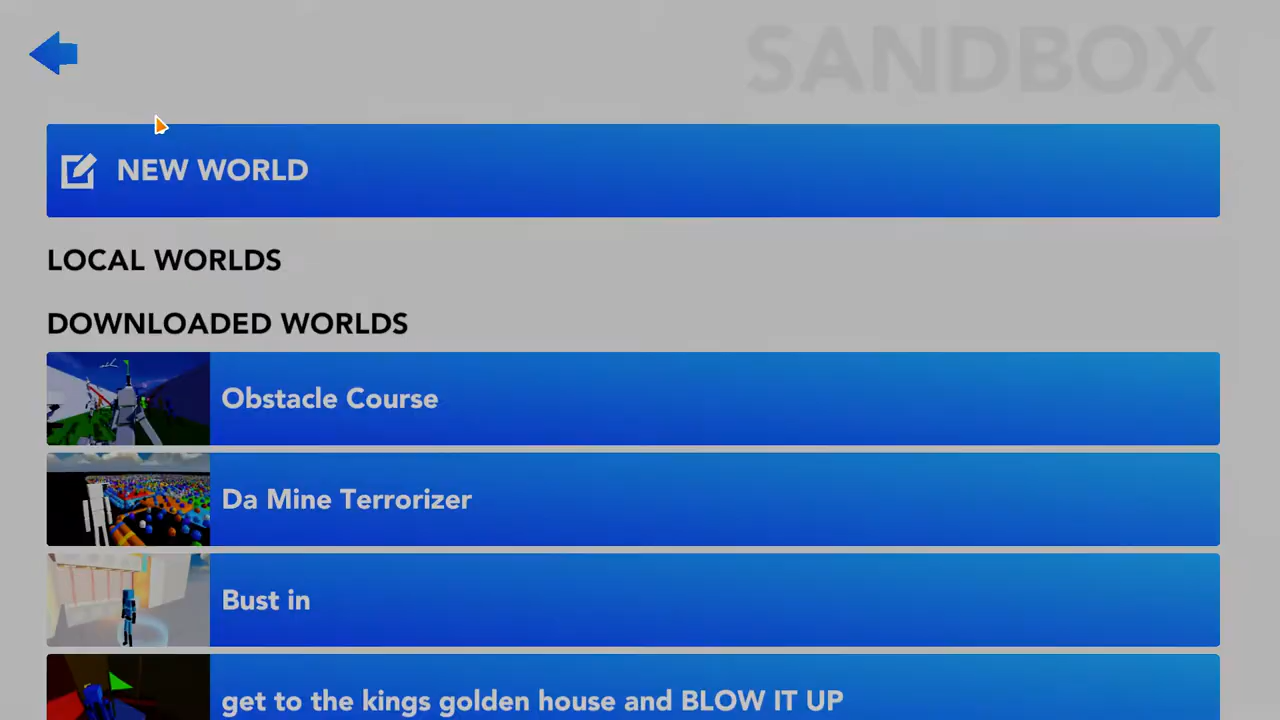 SANDBOX
NEW WORLD
LOCAL WORLDS
DOWNLOADED WORLDS
Obstacle Course
Da Mine Terrorizer
Bust in
get to the kings golden house and BLOW IT UP